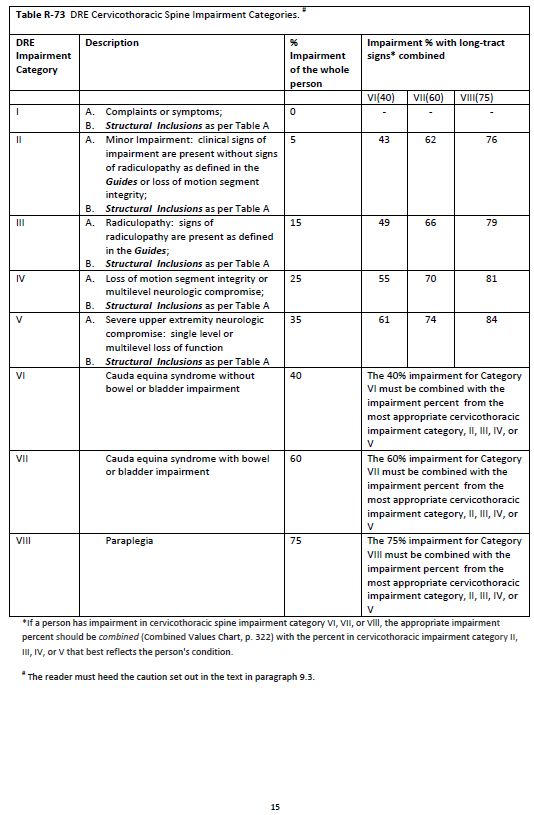 Table R-73 DRE Cervicothoracic Spine Impairment Categories. #
DRE Impairment Category | Description | % Impairment of the whole person | Impairment % with long-tract signs* combined
VI(40) | VII(60) | VIII(75)
I | A. Complaints or symptoms; | 0 | - | - | -
B. Structural Inclusions as per Table A
II | A. Minor Impairment: clinical signs of | 5 | 43 | 62 | 76
impairment are present without signs
of radiculopathy as defined in the
Guides or loss of motion segment
integrity;
B. Structural Inclusions as per Table A
III | A. Radiculopathy: signs of | 15 | 49 | 66 | 79
radiculopathy are present as defined
in the Guides;
B. Structural Inclusions as per Table A
IV | A. Loss of motion segment integrity or | 25 | 55 | 70 | 81
multilevel neurologic compromise;
B. Structural Inclusions as per Table A
V | A. Severe upper extremity neurologic | 35 | 61 | 74 | 84
compromise: single level or
multilevel loss of function
B. Structural Inclusions as per Table A
VI | Cauda equina syndrome without | 40 | The 40% impairment for Category
bowel or bladder impairment | VI must be combined with the
impairment percent from the
most appropriate cervicothoracic
impairment category, II, III, IV, or
V
VII | Cauda equina syndrome with bowel | 60 | The 60% impairment for Category
or bladder impairment | VII must be combined with the
impairment percent from the
most appropriate cervicothoracic
impairment category, II, III, IV, or
V
VIII | Paraplegia | 75 | The 75% impairment for Category
VIII must be combined with the
impairment percent from the
most appropriate cervicothoracic
impairment category, II, III, IV, or
V
*If a person has impairment in cervicothoracic spine impairment category VI, VII, or VIII, the appropriate impairment
percent should be combined (Combined Values Chart, p. 322) with the percent in cervicothoracic impairment category II,
III, IV, or V that best reflects the person's condition.
# The reader must heed the caution set out in the text in paragraph 9.3.
15